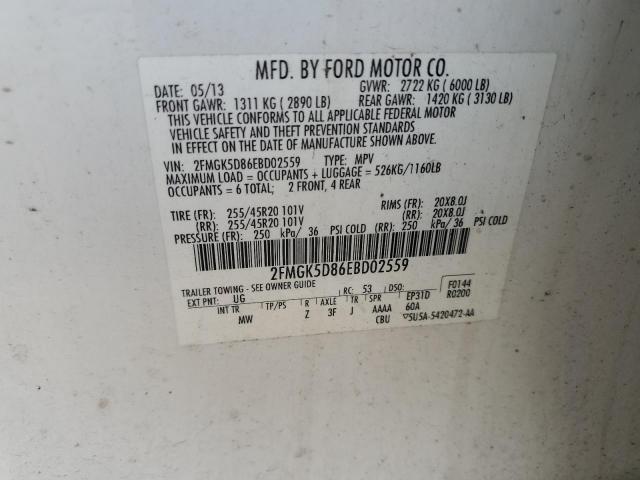 MFD. BY FORD MOTOR CO.
DATE: 05/13 GVWR: 2722 KG ( 6000 LB)
FRONT GAWR: 1311 KG ( 2890 LB) REAR GAWR: 1420 KG ( 3130 LB)
THIS VEHICLE CONFORMS TO ALL APPLICABLE FEDERAL MOTOR
VEHICLE SAFETY AND THEFT PREVENTION STANDARDS
IN EFFECT ON THE DATE OF MANUFACTURE SHOWN ABOVE.
VIN: 2FMGK5D86EBD02559 TYPE: MPV
MAXIMUM LOAD = OCCUPANTS + LUGGAGE = 526KG/1160LB
OCCUPANTS = 6 TOTAL; 2 FRONT, 4 REAR
TIRE (FR): 255/45R20 101V RIMS (FR): 20X8.0J
(RR): 255/45R20 101V (RR): 20X8.0J
PRESSURE (FR): 250 kPa/ 36 PSI COLD (RR): 250 kPa/ 36 PSI COLD
2FMGK5D86EBD02559
TRAILER TOWING - SEE OWNER GUIDE RC: 53 DSO: F0144
EXT PNT: UG EP31D R0200
INT TR TP/PS R AXLE TR SPR 60A
MW Z 3F J AAAA
CBU ▽5U5A-5420472-AA